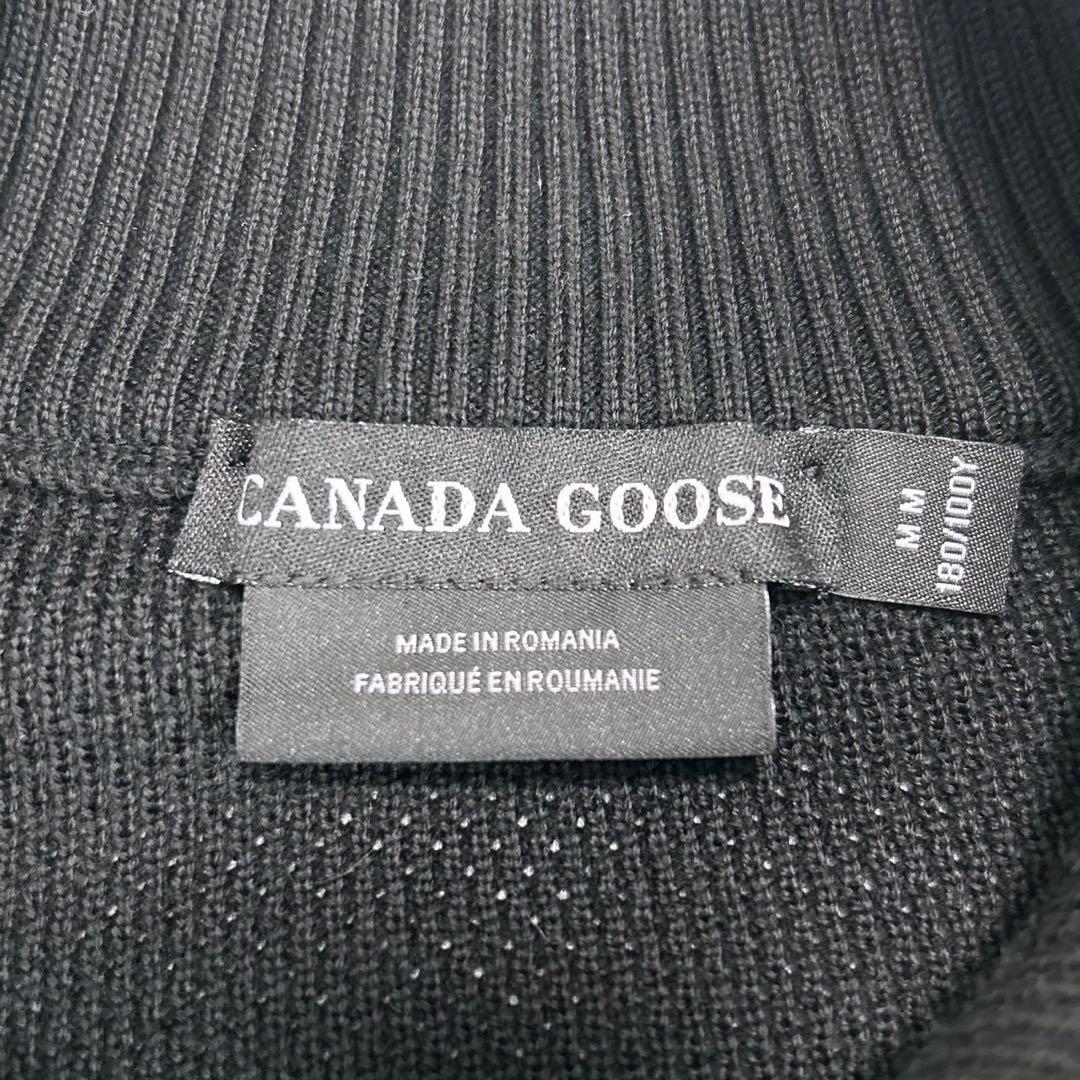 CANADA GOOSE
M M
180/100Y
MADE IN ROMANIA
FABRIQUÉ EN ROUMANIE